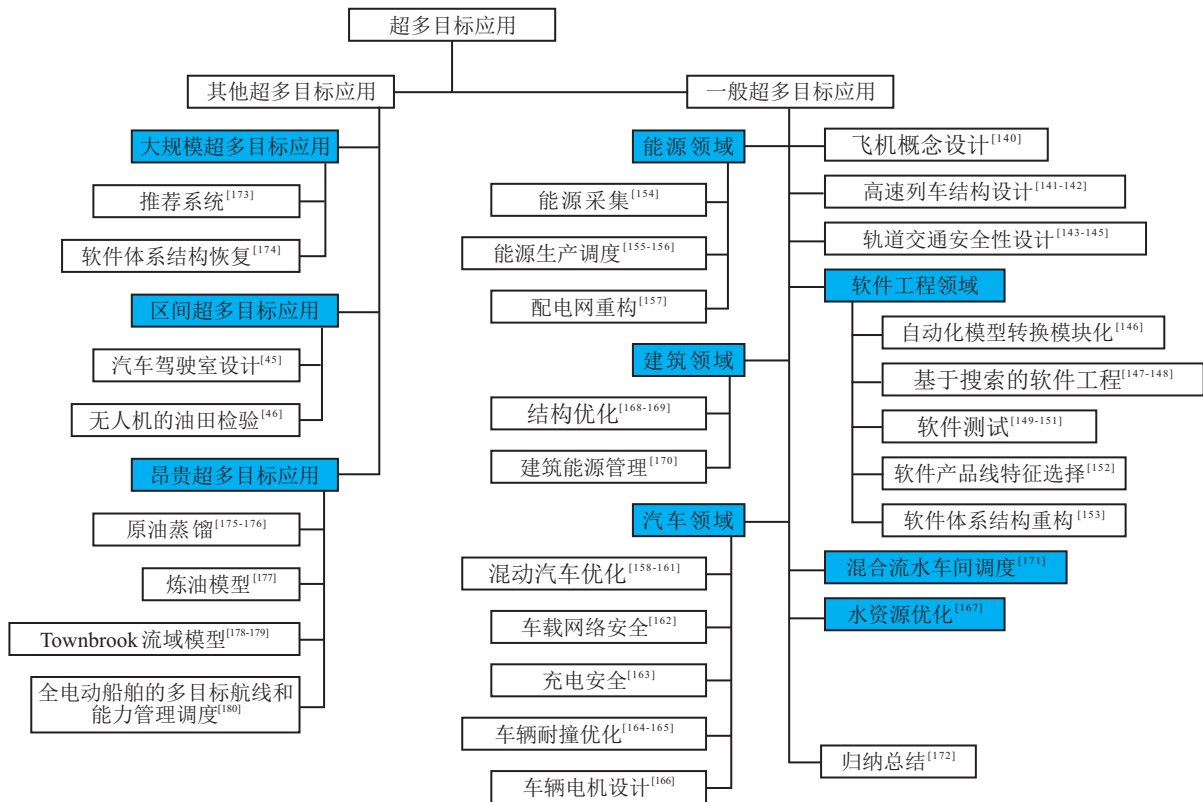 超多目标应用
其他超多目标应用
大规模超多目标应用
推荐系统[173]
软件体系结构恢复[174]
区间超多目标应用
汽车驾驶室设计[45]
无人机的油田检验[46]
昂贵超多目标应用
原油蒸馏[175-176]
炼油模型[177]
Townbrook 流域模型[178-179]
全电动船舶的多目标航线和
能力管理调度[180]
一般超多目标应用
能源领域
能源采集[154]
能源生产调度[155-156]
配电网重构[157]
建筑领域
结构优化[168-169]
建筑能源管理[170]
汽车领域
混动汽车优化[158-161]
车载网络安全[162]
充电安全[163]
车辆耐撞优化[164-165]
车辆电机设计[166]
飞机概念设计[140]
高速列车结构设计[141-142]
轨道交通安全性设计[143-145]
软件工程领域
自动化模型转换模块化[146]
基于搜索的软件工程[147-148]
软件测试[149-151]
软件产品线特征选择[152]
软件体系结构重构[153]
混合流水车间调度[171]
水资源优化[167]
归纳总结[172]